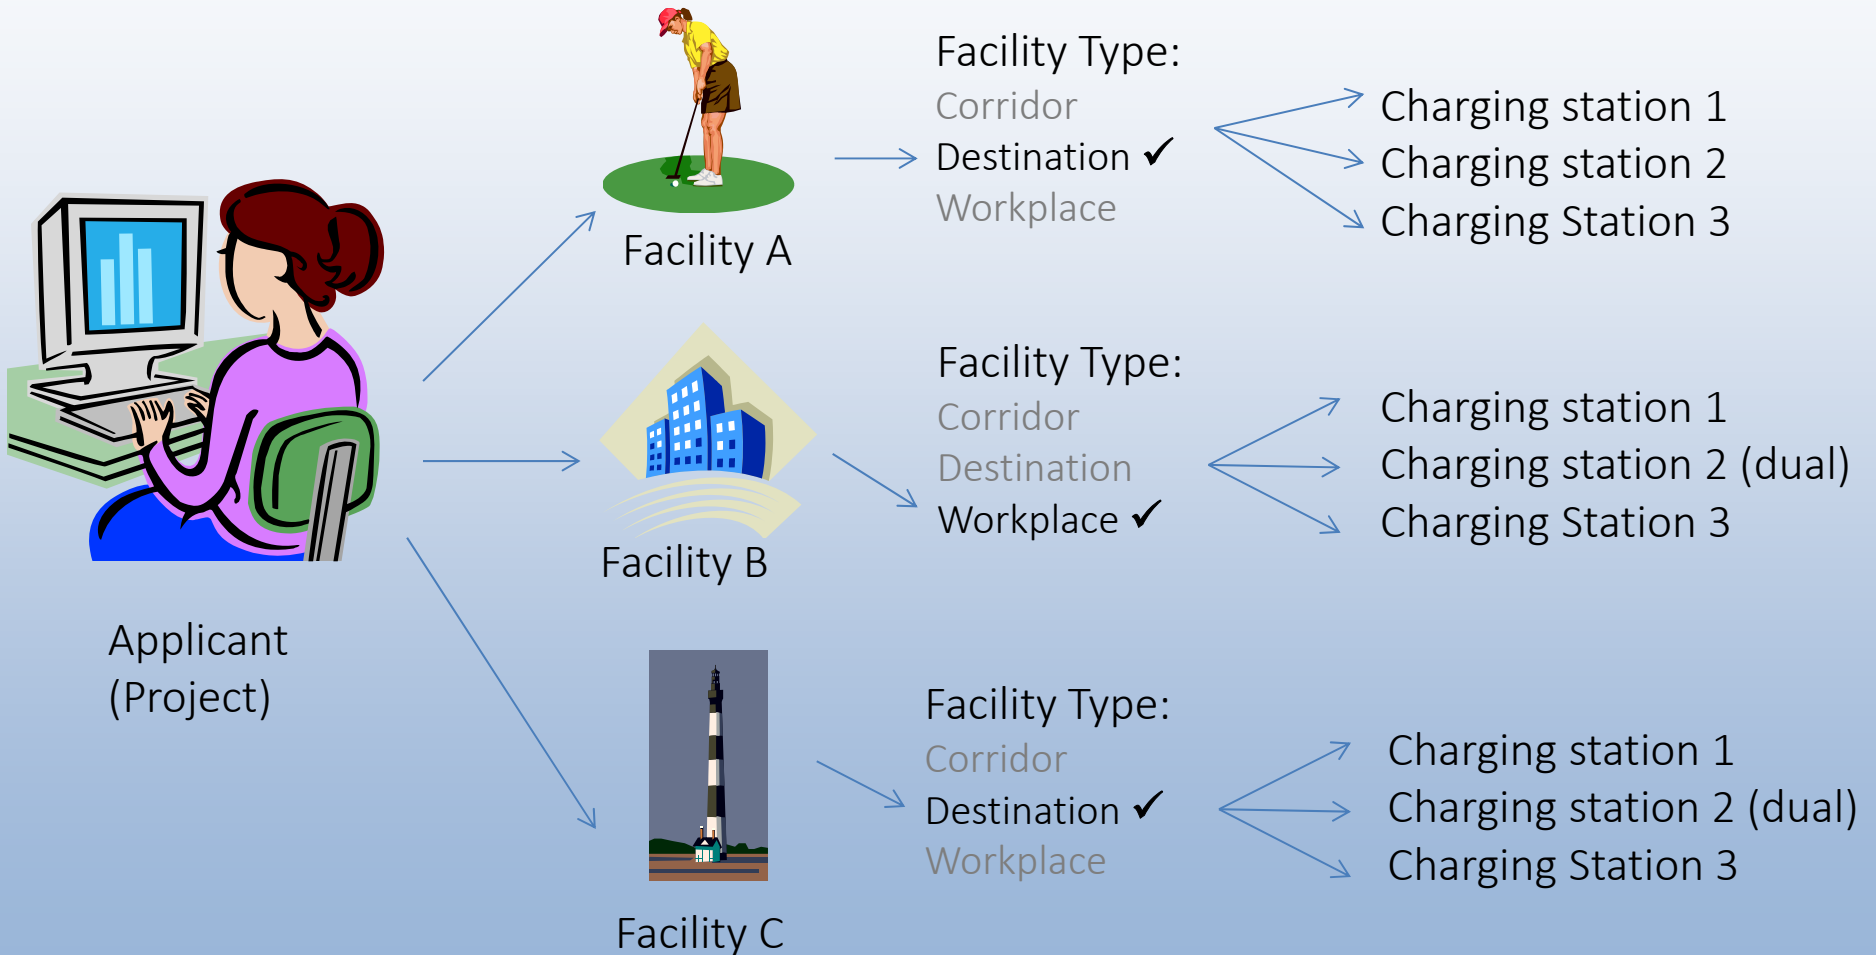 Applicant
(Project)
Facility A
Facility Type:
Corridor
Destination ✓
Workplace
Charging station 1
Charging station 2
Charging Station 3
Facility B
Facility Type:
Corridor
Destination
Workplace ✓
Charging station 1
Charging station 2 (dual)
Charging Station 3
Facility C
Facility Type:
Corridor
Destination ✓
Workplace
Charging station 1
Charging station 2 (dual)
Charging Station 3